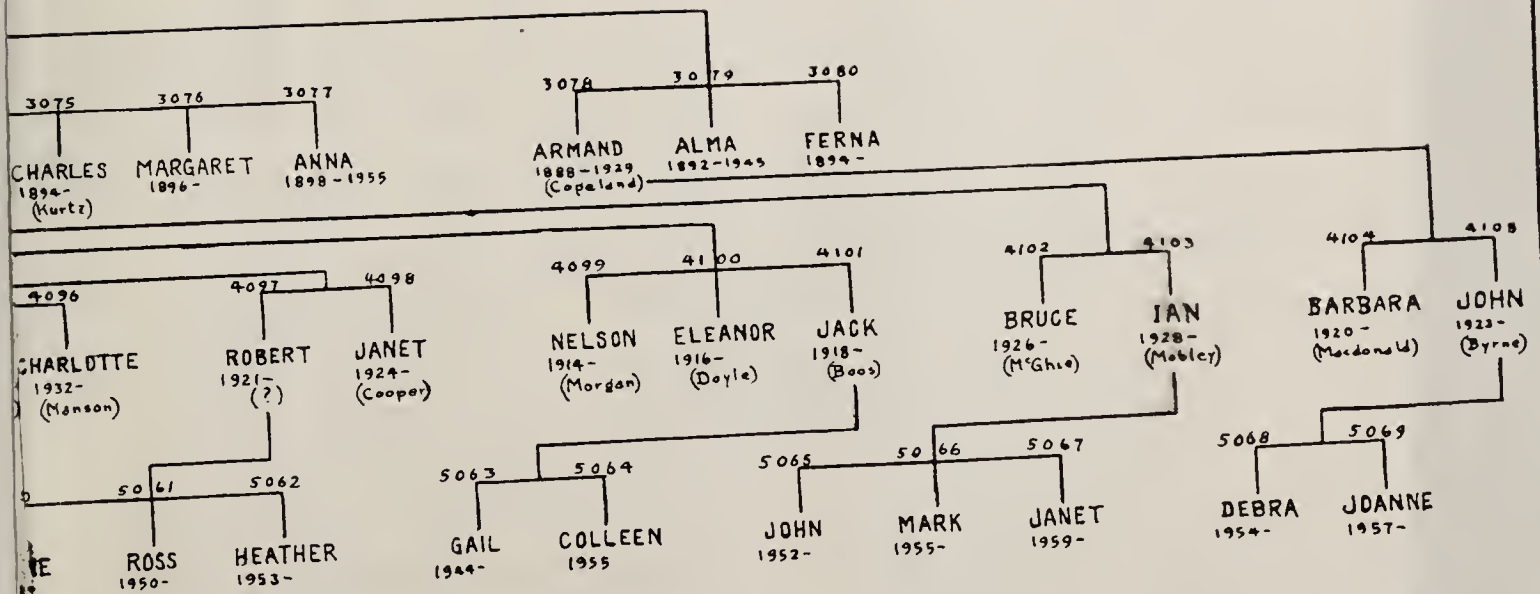 3075 3076 3077 3078 3079 3080
CHARLES MARGARET ANNA ARMAND ALMA FERNA
1894- 1896- 1898-1955 1888-1929 1892-1945 1894-
(Kurtz) (Copeland)
4096 4097 4098 4099 4100 4101 4102 4103 4104 4105
CHARLOTTE ROBERT JANET NELSON ELEANOR JACK BRUCE IAN BARBARA JOHN
1932- 1921- 1924- 1914- 1916- 1918- 1926- 1928- 1920- 1923-
(Manson) (?) (Cooper) (Morgan) (Doyle) (Boos) (McGhie) (Mobley) (Macdonald) (Byrne)
5061 5062 5063 5064 5065 5066 5067 5068 5069
ROSS HEATHER GAIL COLLEEN JOHN MARK JANET DEBRA JOANNE
1950- 1953- 1944- 1955 1952- 1955- 1959- 1954- 1957-